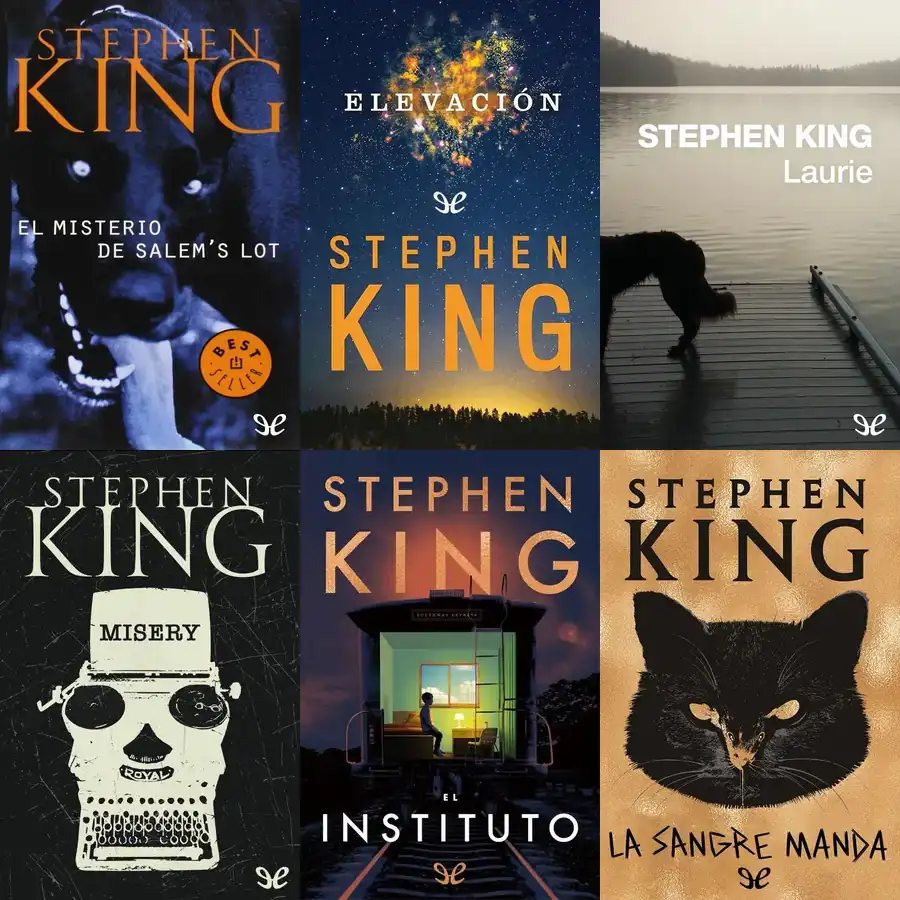 STEPHEN
KING
EL MISTERIO
DE SALEM'S LOT
BEST
SELLER
ELEVACIÓN
STEPHEN
KING
STEPHEN KING
Laurie
STEPHEN
KING
MISERY
ROYAL
STEPHEN
KING
EL
INSTITUTO
STEPHEN
KING
LA SANGRE MANDA